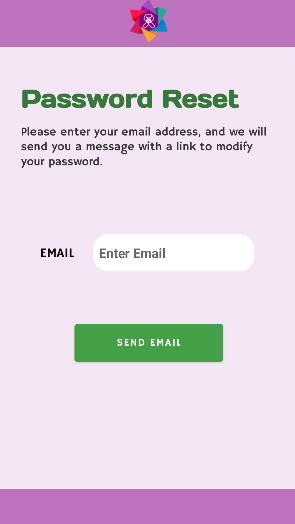 Password Reset
Please enter your email address, and we will
send you a message with a link to modify
your password.
EMAIL Enter Email
SEND EMAIL